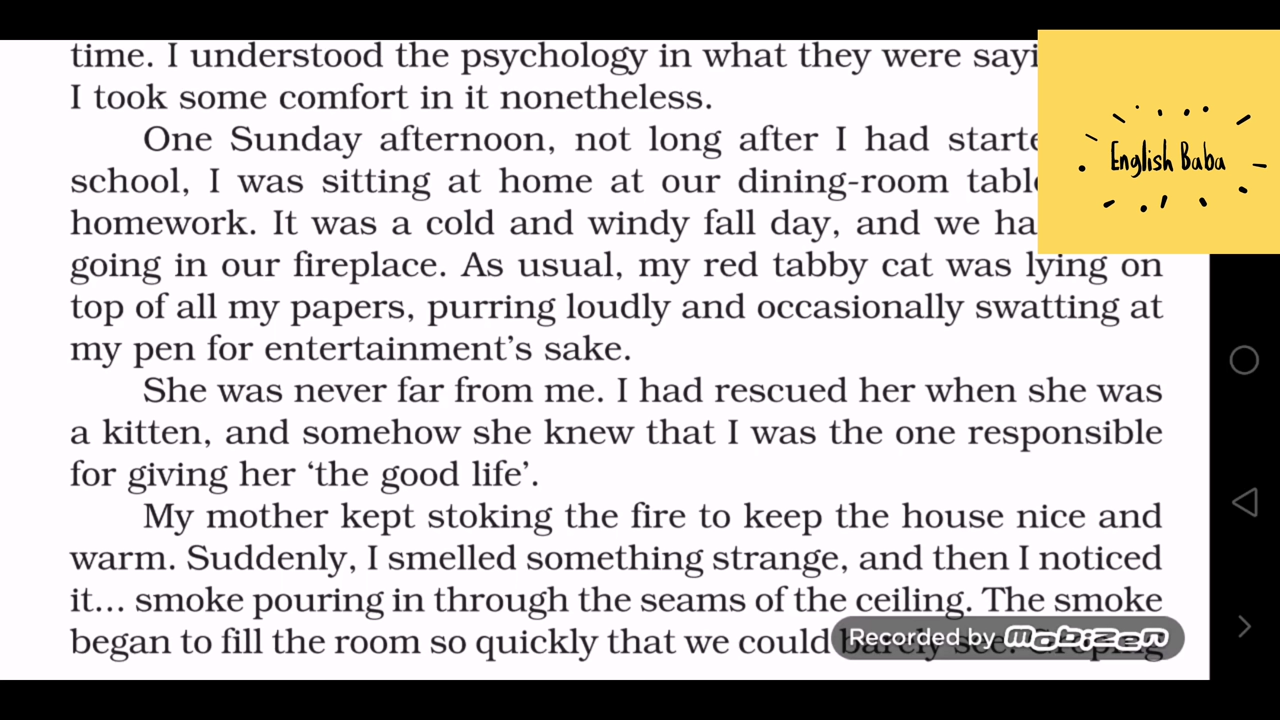 time. I understood the psychology in what they were sayi
I took some comfort in it nonetheless.
One Sunday afternoon, not long after I had starte
school, I was sitting at home at our dining-room tabl
homework. It was a cold and windy fall day, and we ha
going in our fireplace. As usual, my red tabby cat was lying on
top of all my papers, purring loudly and occasionally swatting at
my pen for entertainment's sake.
She was never far from me. I had rescued her when she was
a kitten, and somehow she knew that I was the one responsible
for giving her ‘the good life’.
My mother kept stoking the fire to keep the house nice and
warm. Suddenly, I smelled something strange, and then I noticed
it... smoke pouring in through the seams of the ceiling. The smoke
began to fill the room so quickly that we could barely see.
English Baba
Recorded by mobizen